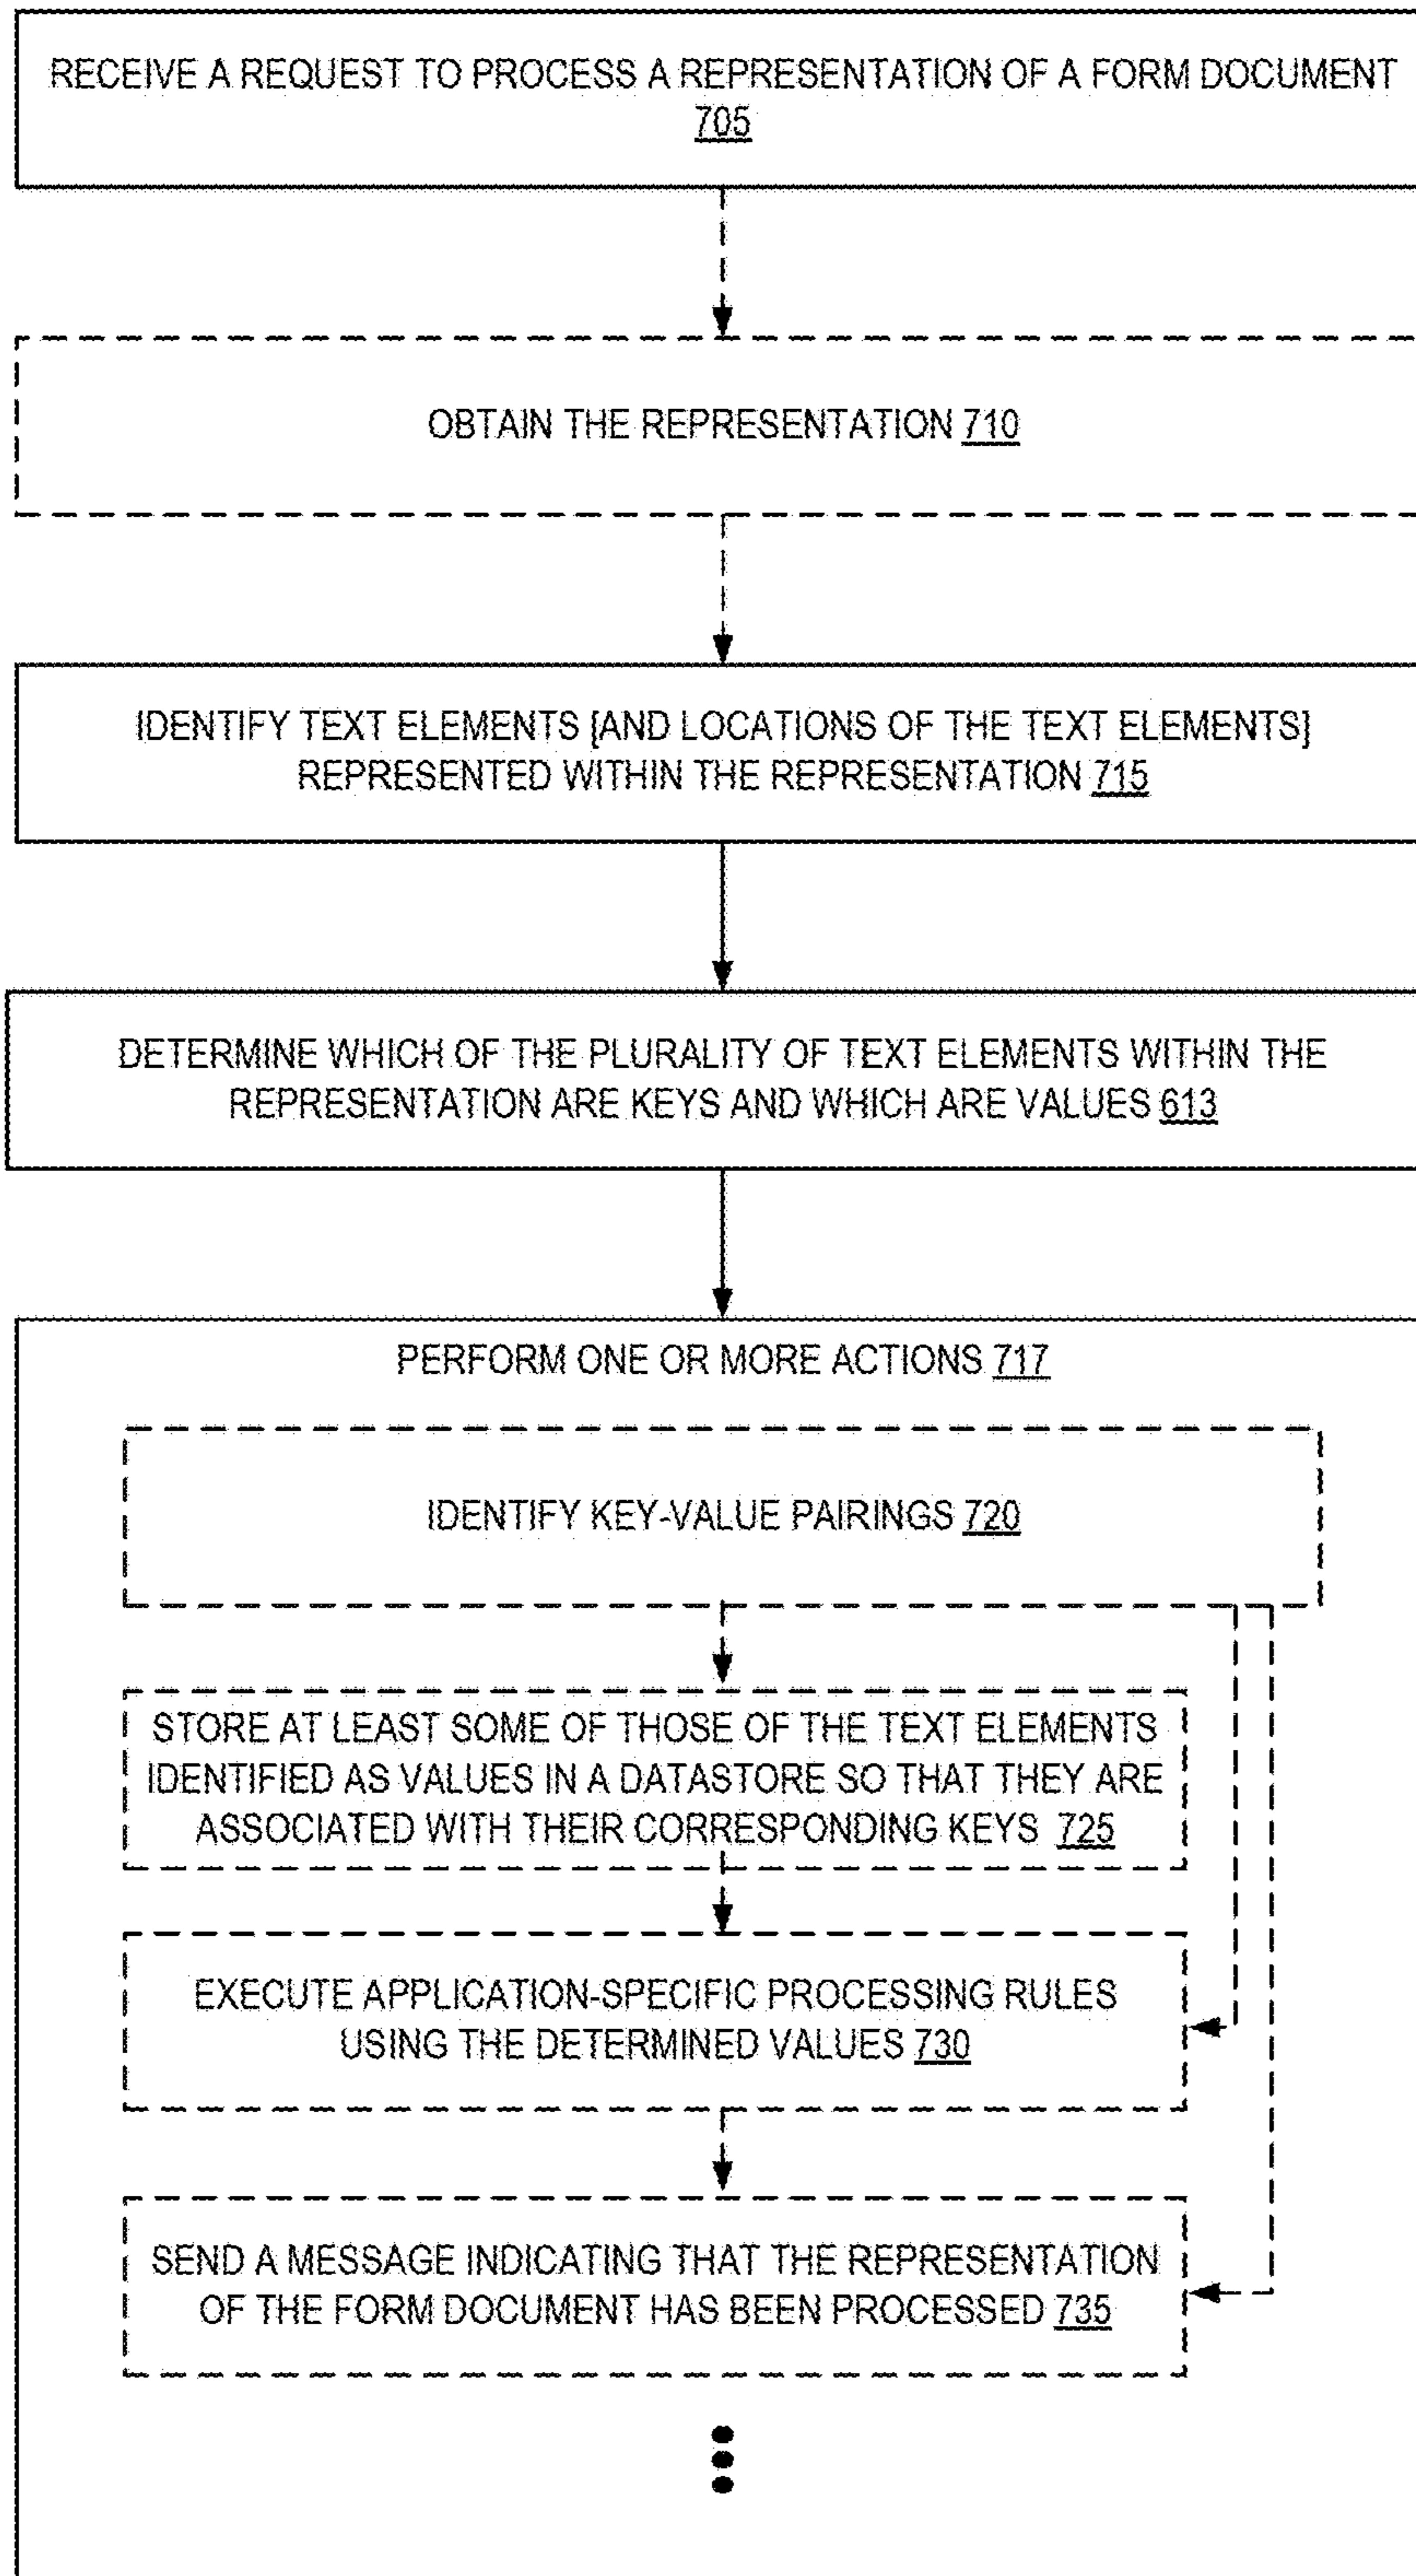 RECEIVE A REQUEST TO PROCESS A REPRESENTATION OF A FORM DOCUMENT
705
OBTAIN THE REPRESENTATION 710
IDENTIFY TEXT ELEMENTS [AND LOCATIONS OF THE TEXT ELEMENTS]
REPRESENTED WITHIN THE REPRESENTATION 715
DETERMINE WHICH OF THE PLURALITY OF TEXT ELEMENTS WITHIN THE
REPRESENTATION ARE KEYS AND WHICH ARE VALUES 613
PERFORM ONE OR MORE ACTIONS 717
IDENTIFY KEY-VALUE PAIRINGS 720
STORE AT LEAST SOME OF THOSE OF THE TEXT ELEMENTS
IDENTIFIED AS VALUES IN A DATASTORE SO THAT THEY ARE
ASSOCIATED WITH THEIR CORRESPONDING KEYS 725
EXECUTE APPLICATION-SPECIFIC PROCESSING RULES
USING THE DETERMINED VALUES 730
SEND A MESSAGE INDICATING THAT THE REPRESENTATION
OF THE FORM DOCUMENT HAS BEEN PROCESSED 735